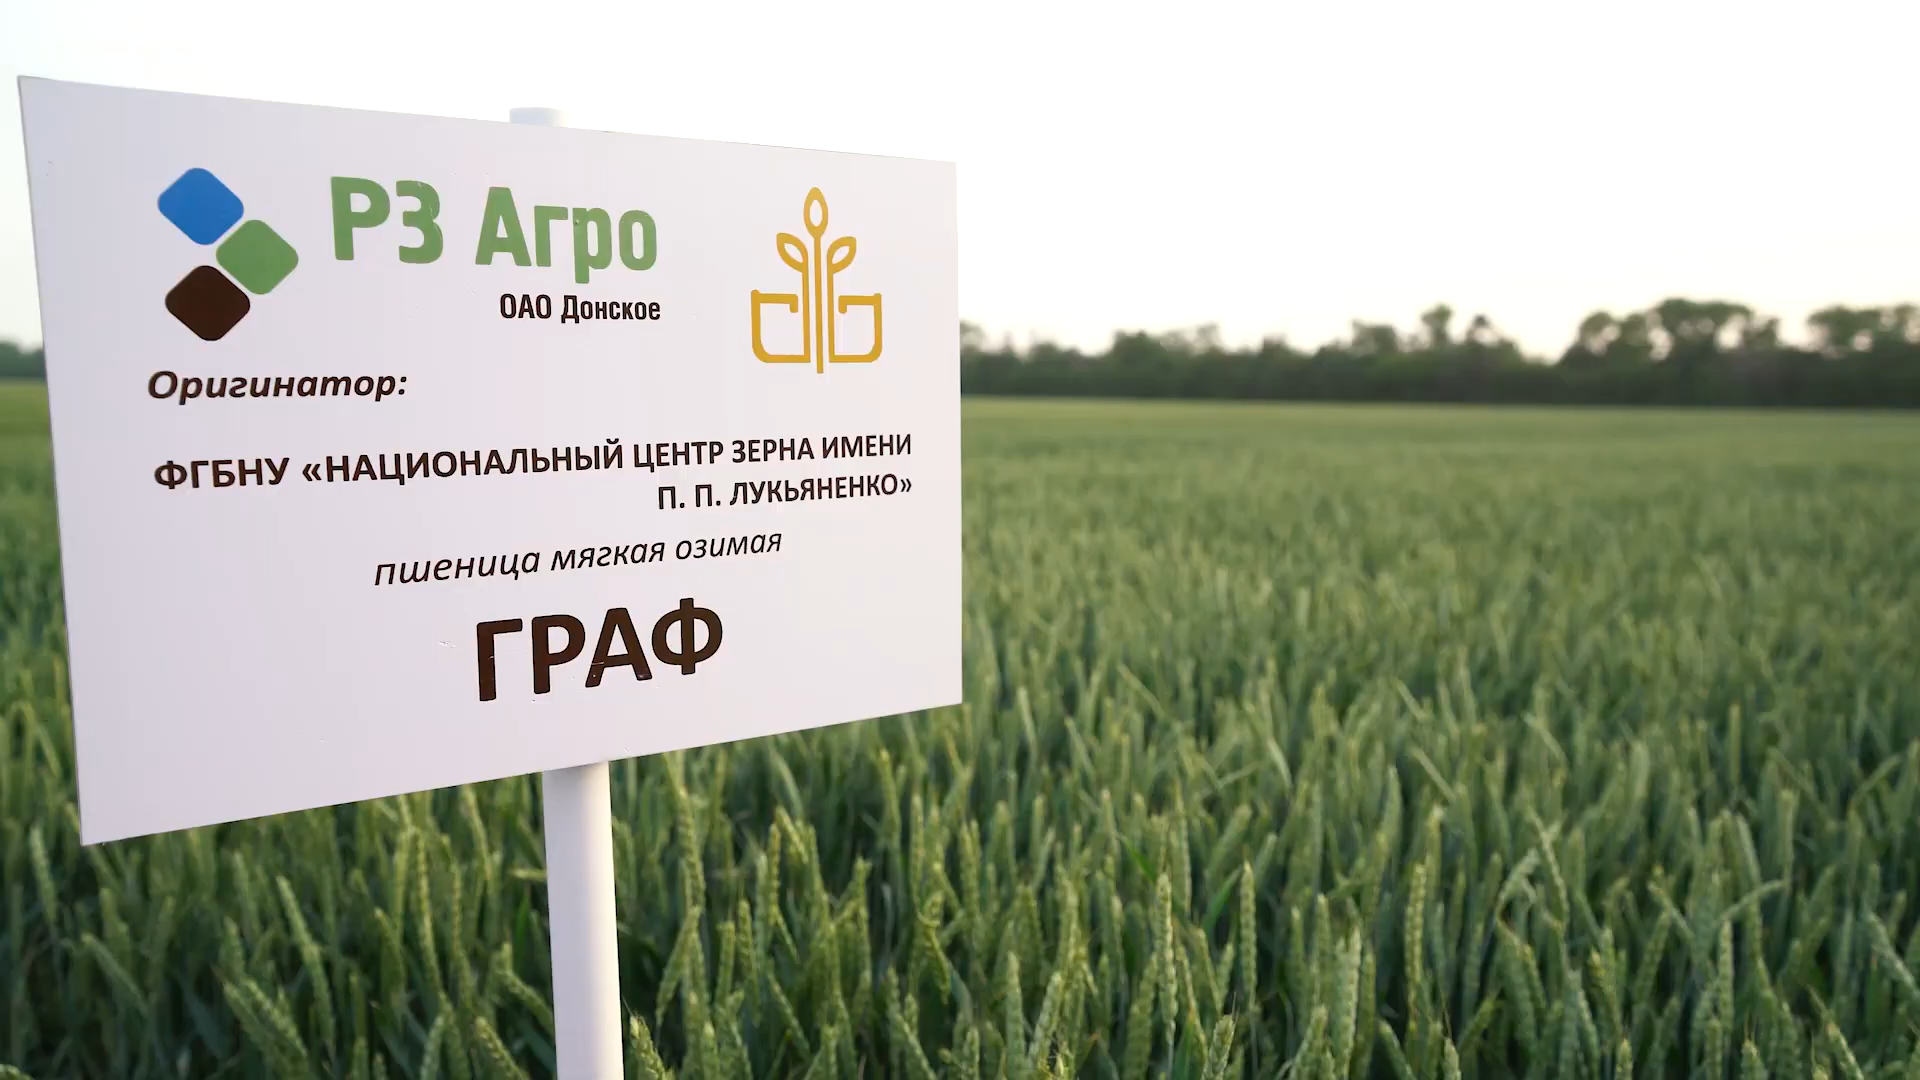 РЗ Агро
ОАО Донское
Оригинатор:
ФГБНУ «НАЦИОНАЛЬНЫЙ ЦЕНТР ЗЕРНА ИМЕНИ
П. П. ЛУКЬЯНЕНКО»
пшеница мягкая озимая
ГРАФ